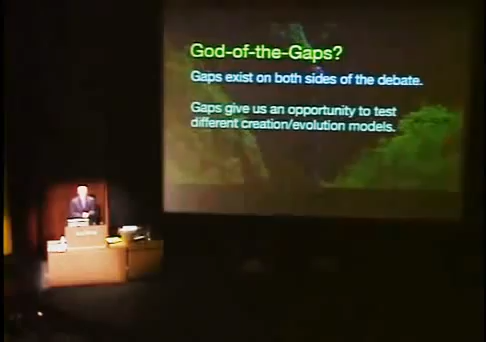 God-of-the-Gaps?
Gaps exist on both sides of the debate.
Gaps give us an opportunity to test
different creation/evolution models.